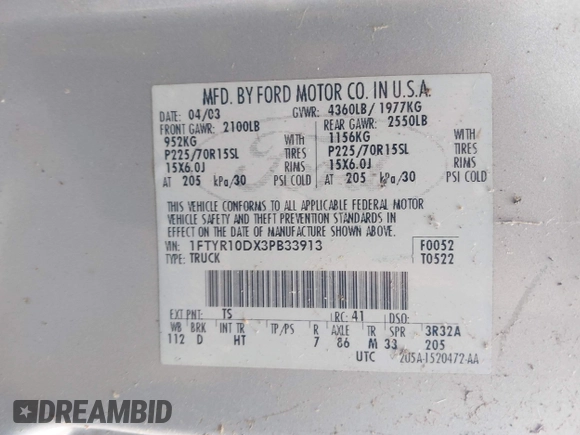 MFD. BY FORD MOTOR CO. IN U.S.A.
DATE: 04/03 GVWR: 4360LB/1977KG
FRONT GAWR: 2100LB REAR GAWR: 2550LB
952KG WITH 1156KG WITH
P225/70R15SL TIRES P225/70R15SL TIRES
15X6.0J RIMS 15X6.0J RIMS
AT 205 kPa/30 PSI COLD AT 205 kPa/30 PSI COLD
THIS VEHICLE CONFORMS TO ALL APPLICABLE FEDERAL MOTOR
VEHICLE SAFETY AND THEFT PREVENTION STANDARDS IN
EFFECT ON THE DATE OF MANUFACTURE SHOWN ABOVE.
VIN: 1FTYR10DX3PB33913 F0052
TYPE: TRUCK T0522
EXT PNT: TS RC: 41 DSO:
WB BRK INT TR TP/PS R AXLE TR SPR 3R32A
112 D HT 7 86 M 33 205
UTC 2U5A-1520472-AA
Ford
DREAMBID